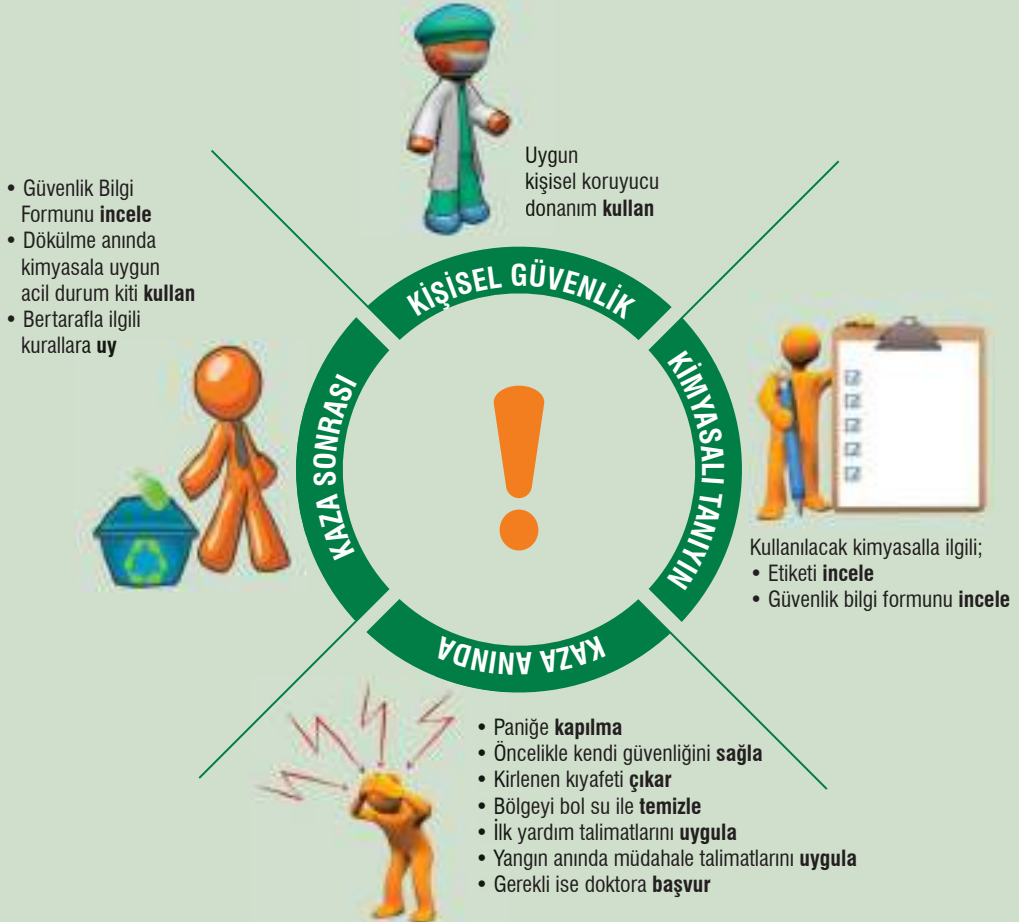 Uygun
kişisel koruyucu
donanım kullan
KİŞİSEL GÜVENLİK
KİMYASALI TANIYIN
Kullanılacak kimyasalla ilgili;
• Etiketi incele
• Güvenlik bilgi formunu incele
KAZA ANINDA
• Paniğe kapılma
• Öncelikle kendi güvenliğini sağla
• Kirlenen kıyafeti çıkar
• Bölgeyi bol su ile temizle
• İlk yardım talimatlarını uygula
• Yangın anında müdahale talimatlarını uygula
• Gerekli ise doktora başvur
KAZA SONRASI
• Güvenlik Bilgi
Formunu incele
• Dökülme anında
kimyasala uygun
acil durum kiti kullan
• Bertarafla ilgili
kurallara uy
!